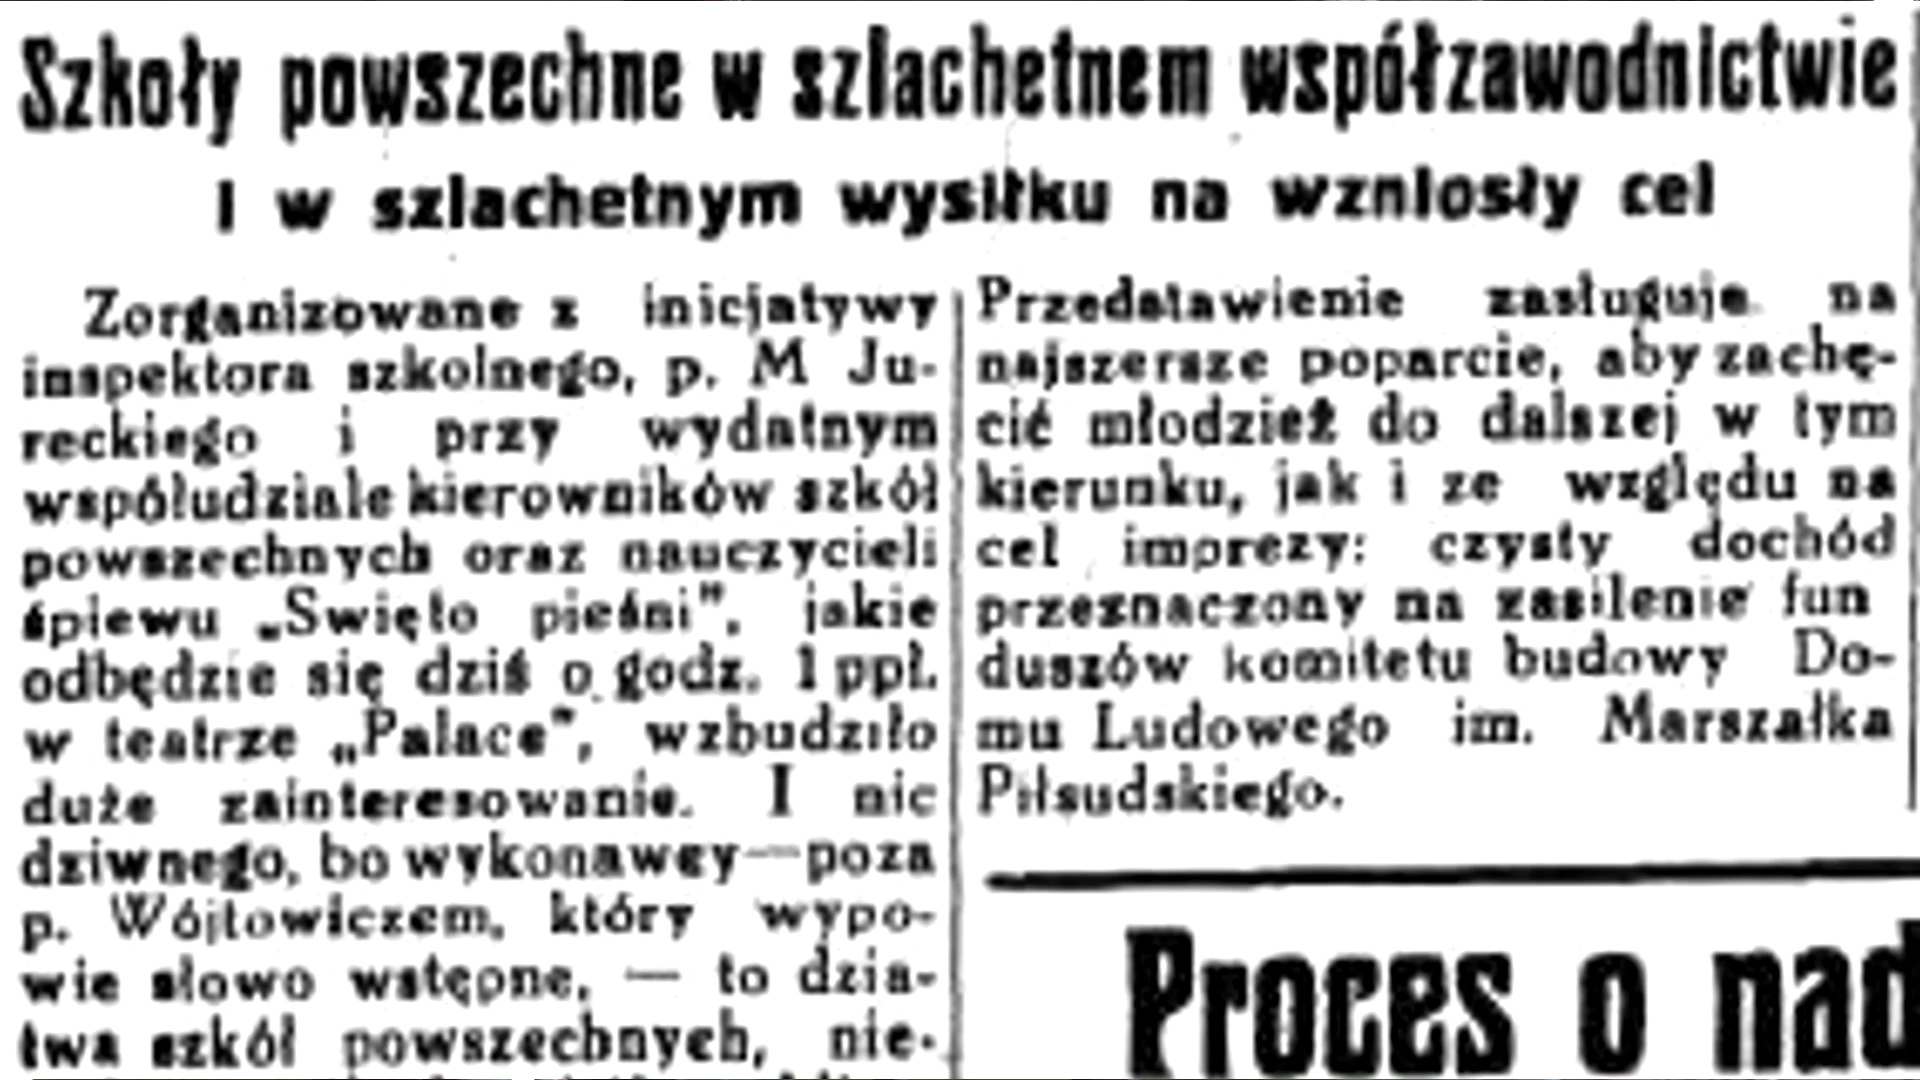 Szkoły powszechne w szlachetnem współzawodnictwie
I w szlachetnym wysiłku na wzniosły cel
Zorganizowane z inicjatywy
inspektora szkolnego, p. M Ju-
reckiego i przy wydatnym
współudziale kierowników szkół
powszechnych oraz nauczycieli
śpiewu „Swięto pieśni", jakie
odbędzie się dziś o godz. 1 ppł.
w teatrze „Palace", wzbudziło
duże zainteresowanie. I nic
dziwnego, bo wykonawcy—poza
p. Wójtowiczem, który wypo-
wie słowo wstępne, — to dzia-
twa szkół powszechnych, nie-
Przedstawienie zasługuje na
najszersze poparcie, aby zachę-
cić młodzież do dalszej w tym
kierunku, jak i ze względu na
cel imprezy: czysty dochód
przeznaczony na zasilenie fun
duszów komitetu budowy Do-
mu Ludowego im. Marszałka
Piłsudskiego.
Proces o nad